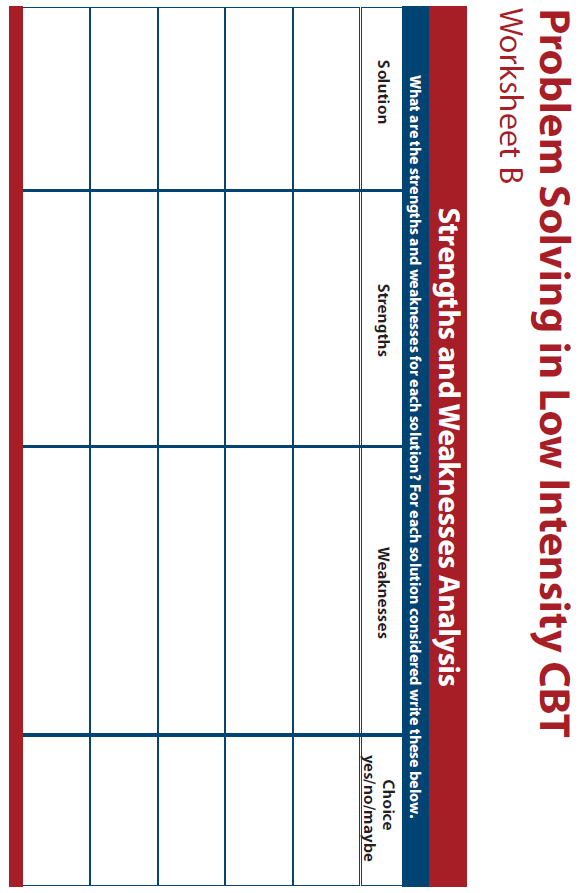 Problem Solving in Low Intensity CBT
Worksheet B
Strengths and Weaknesses Analysis
What are the strengths and weaknesses for each solution? For each solution considered write these below.
Solution
Strengths
Weaknesses
Choice
yes/no/maybe